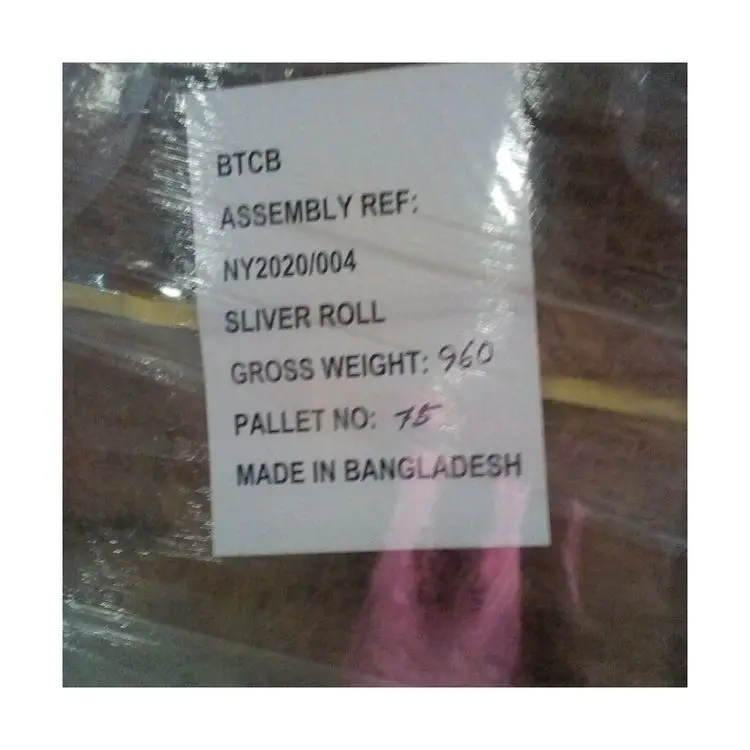 BTCB
ASSEMBLY REF:
NY2020/004
SLIVER ROLL
GROSS WEIGHT: 960
PALLET NO: 75
MADE IN BANGLADESH